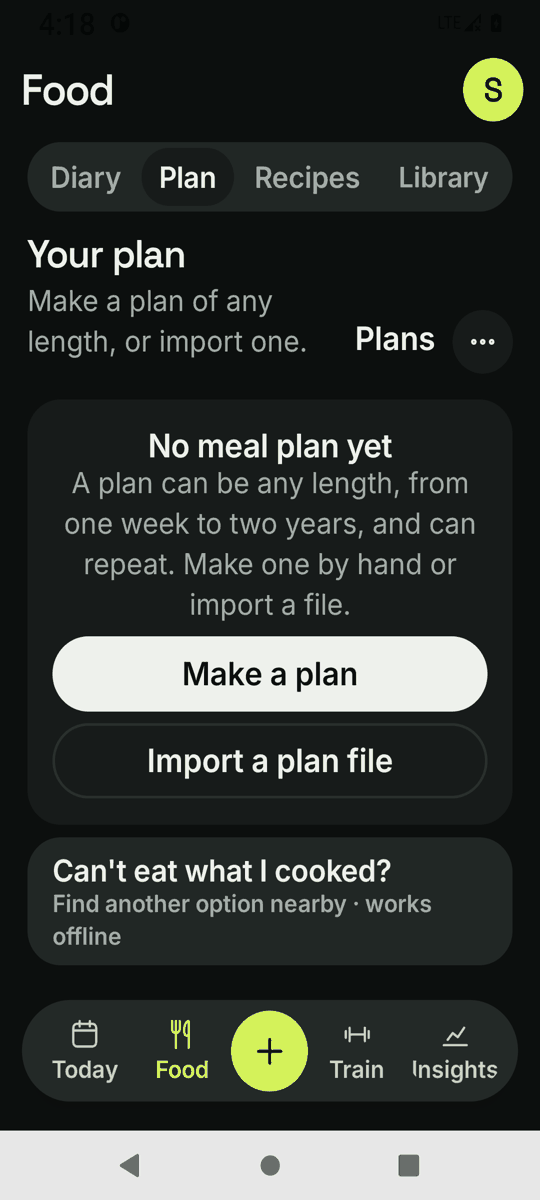 4:18
LTE
Food
S
Diary
Plan
Recipes
Library
Your plan
Make a plan of any
length, or import one.
Plans
No meal plan yet
A plan can be any length, from
one week to two years, and can
repeat. Make one by hand or
import a file.
Make a plan
Import a plan file
Can't eat what I cooked?
Find another option nearby · works
offline
Today
Food
Train
Insights